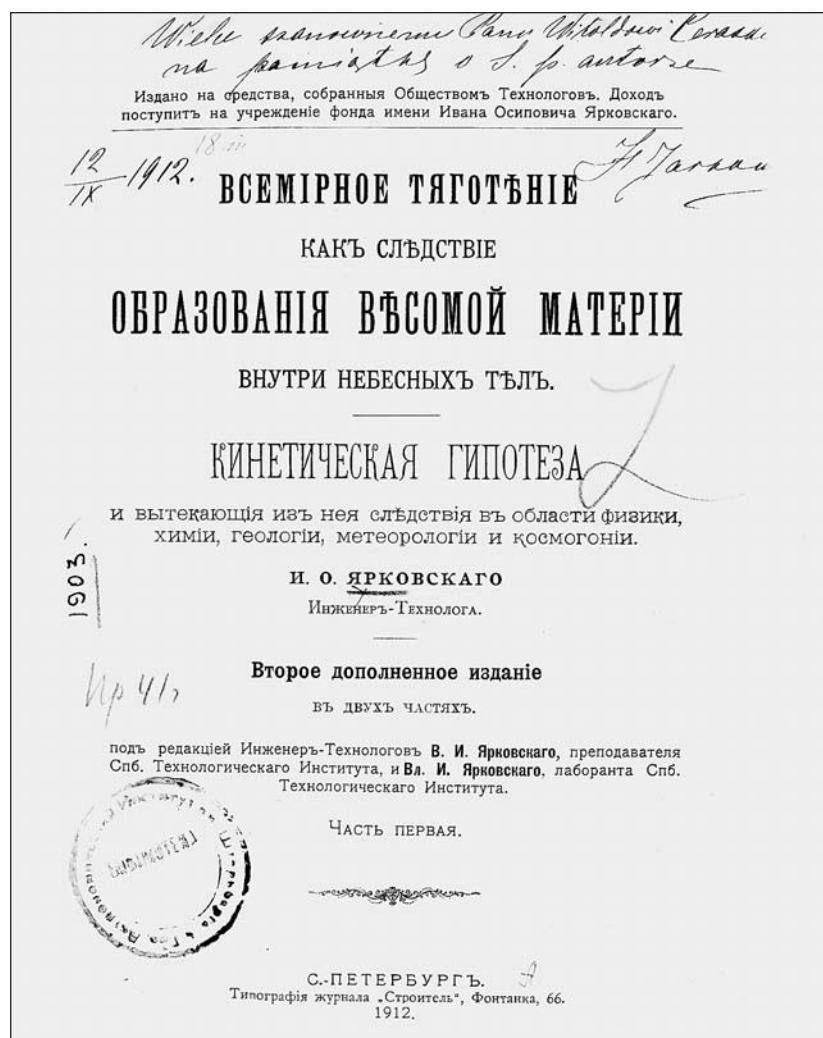 Wielce szanownemu Panu Witoldowi Ceraski
na pamiątkę o Ś. p. autorze
Издано на средства, собранныя Обществомъ Технологовъ. Доходъ
поступитъ на учрежденіе фонда имени Ивана Осиповича Ярковскаго.
12/IX 1912.
ВСЕМІРНОЕ ТЯГОТѢНІЕ
КАКЪ СЛѢДСТВІЕ
ОБРАЗОВАНІЯ ВѢСОМОЙ МАТЕРІИ
ВНУТРИ НЕБЕСНЫХЪ ТѢЛЪ.
КИНЕТИЧЕСКАЯ ГИПОТЕЗА
и вытекающія изъ нея слѣдствія въ области физики,
химіи, геологіи, метеорологіи и космогоніи.
1903.
И. О. ЯРКОВСКАГО
Инженеръ-Технолога.
Второе дополненное изданіе
въ двухъ частяхъ.
подъ редакціей Инженеръ-Технологовъ В. И. Ярковскаго, преподавателя
Спб. Технологическаго Института, и Вл. И. Ярковскаго, лаборанта Спб.
Технологическаго Института.
Часть первая.
С.-ПЕТЕРБУРГЪ.
Типографія журнала „Строитель", Фонтанка, 66.
1912.